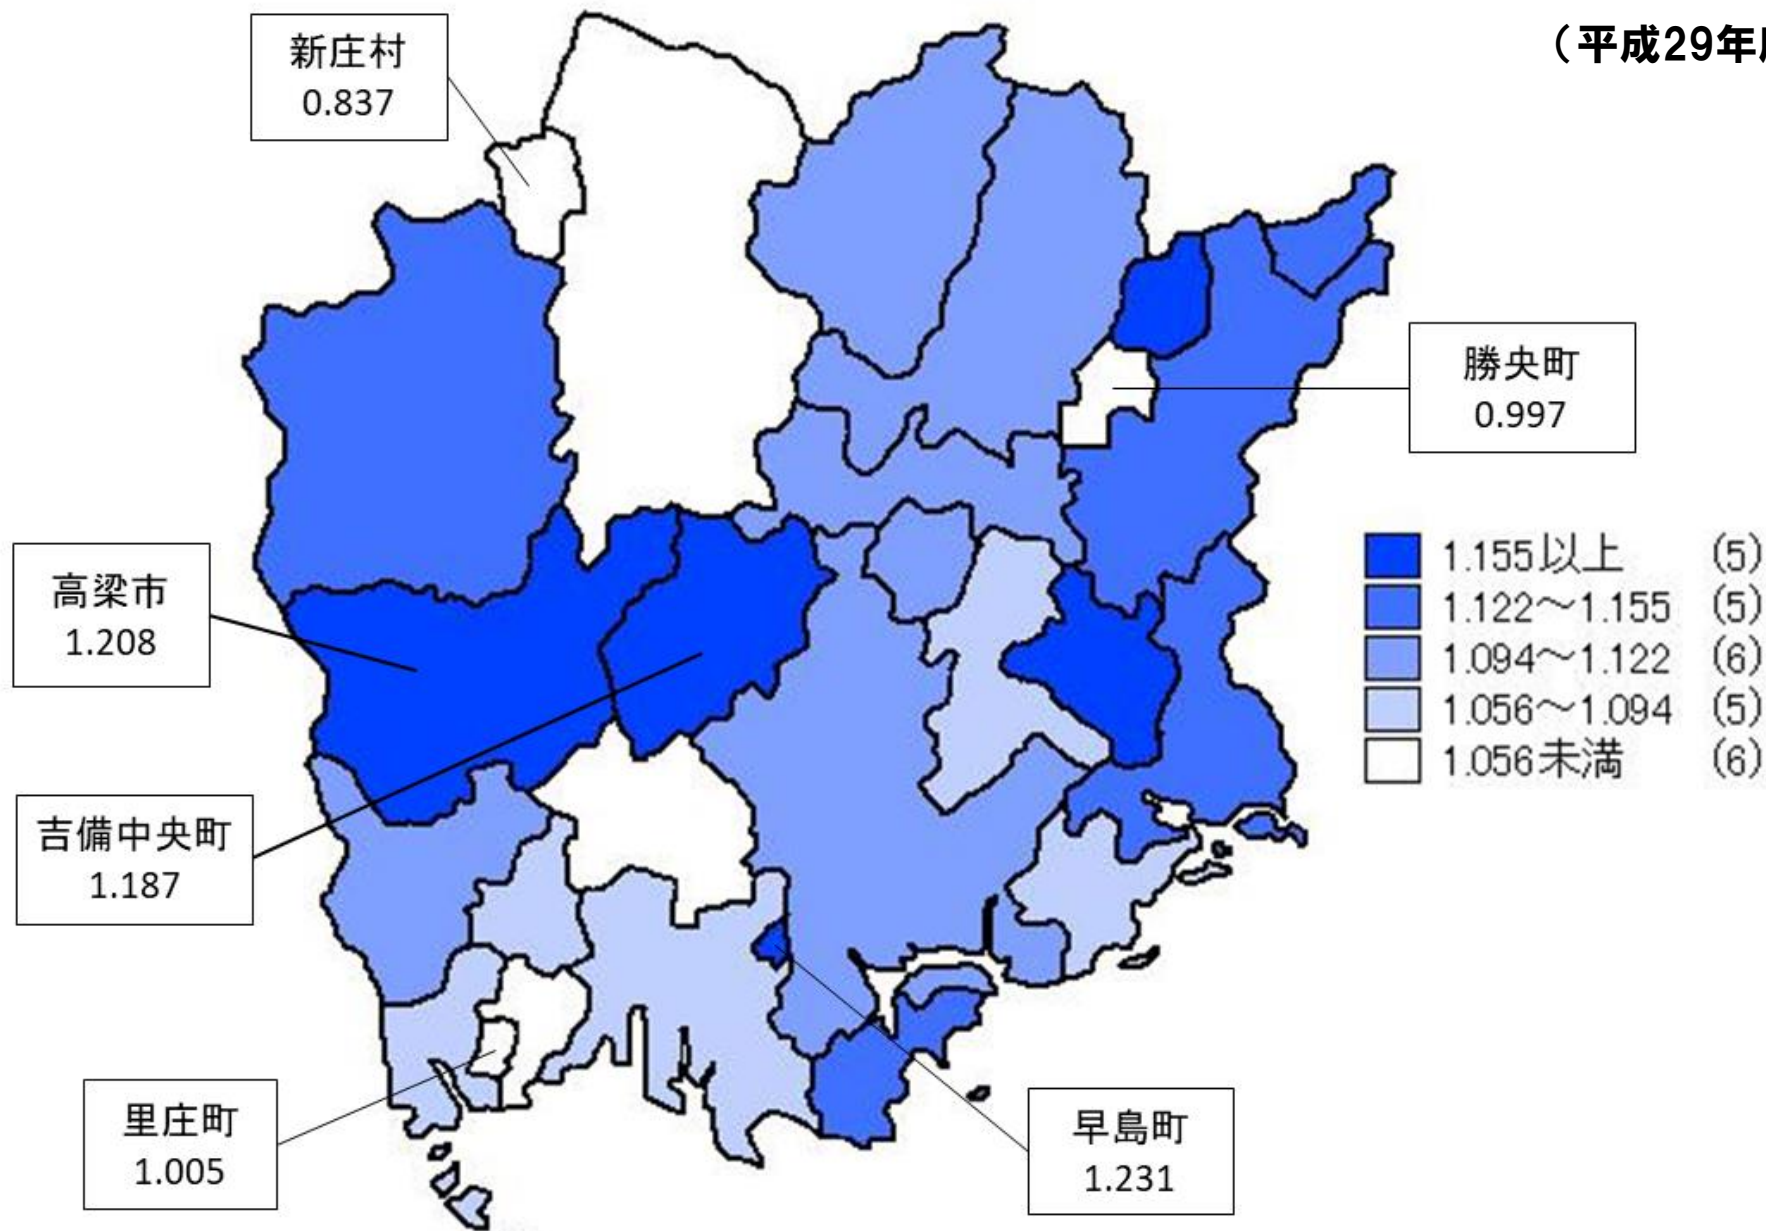 （平成29年
新庄村
0.837
勝央町
0.997
高梁市
1.208
1.155以上 (5)
1.122～1.155 (5)
1.094～1.122 (6)
1.056～1.094 (5)
1.056未満 (6)
吉備中央町
1.187
里庄町
1.005
早島町
1.231